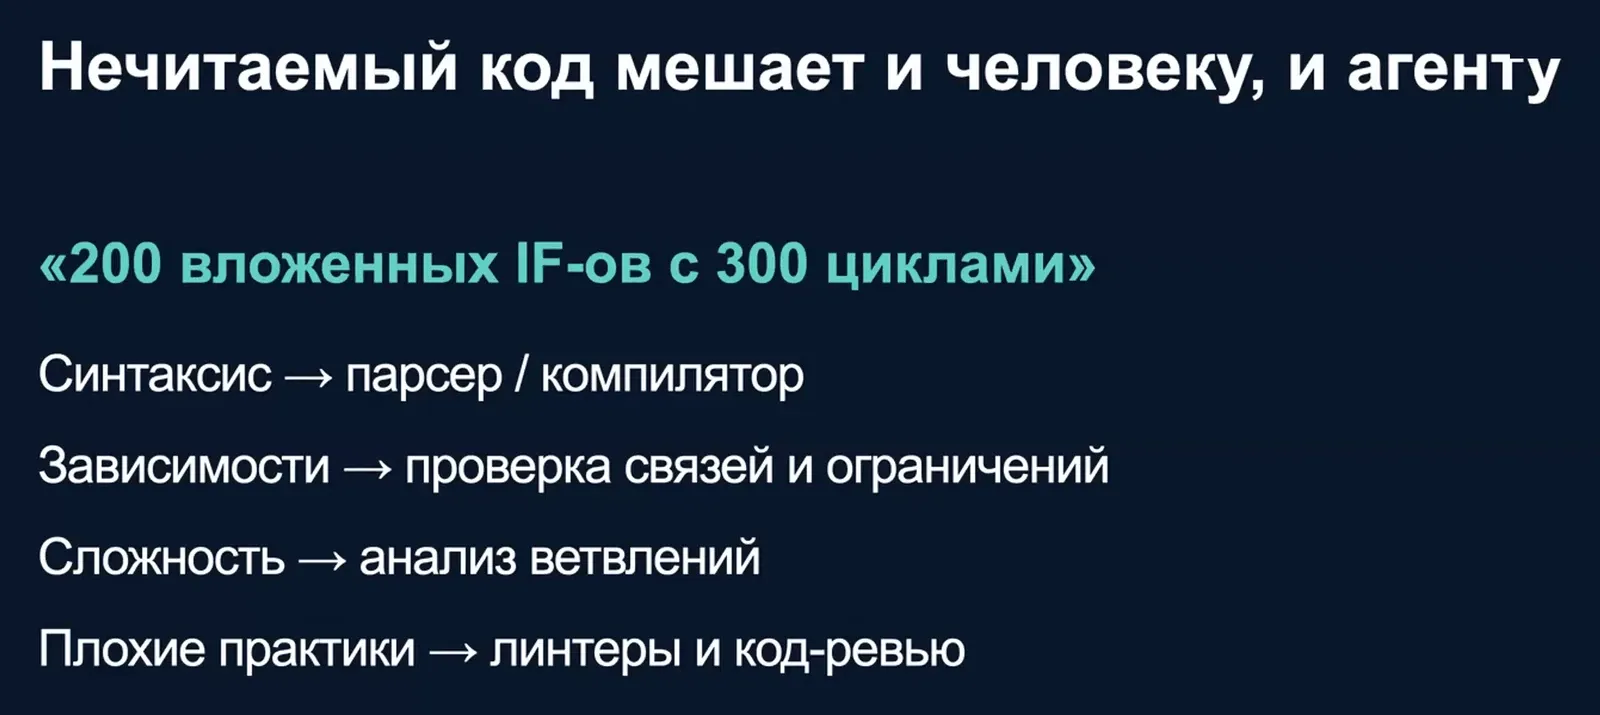 Нечитаемый код мешает и человеку, и агенту
«200 вложенных IF-ов с 300 циклами»
Синтаксис → парсер / компилятор
Зависимости → проверка связей и ограничений
Сложность → анализ ветвлений
Плохие практики → линтеры и код-ревью